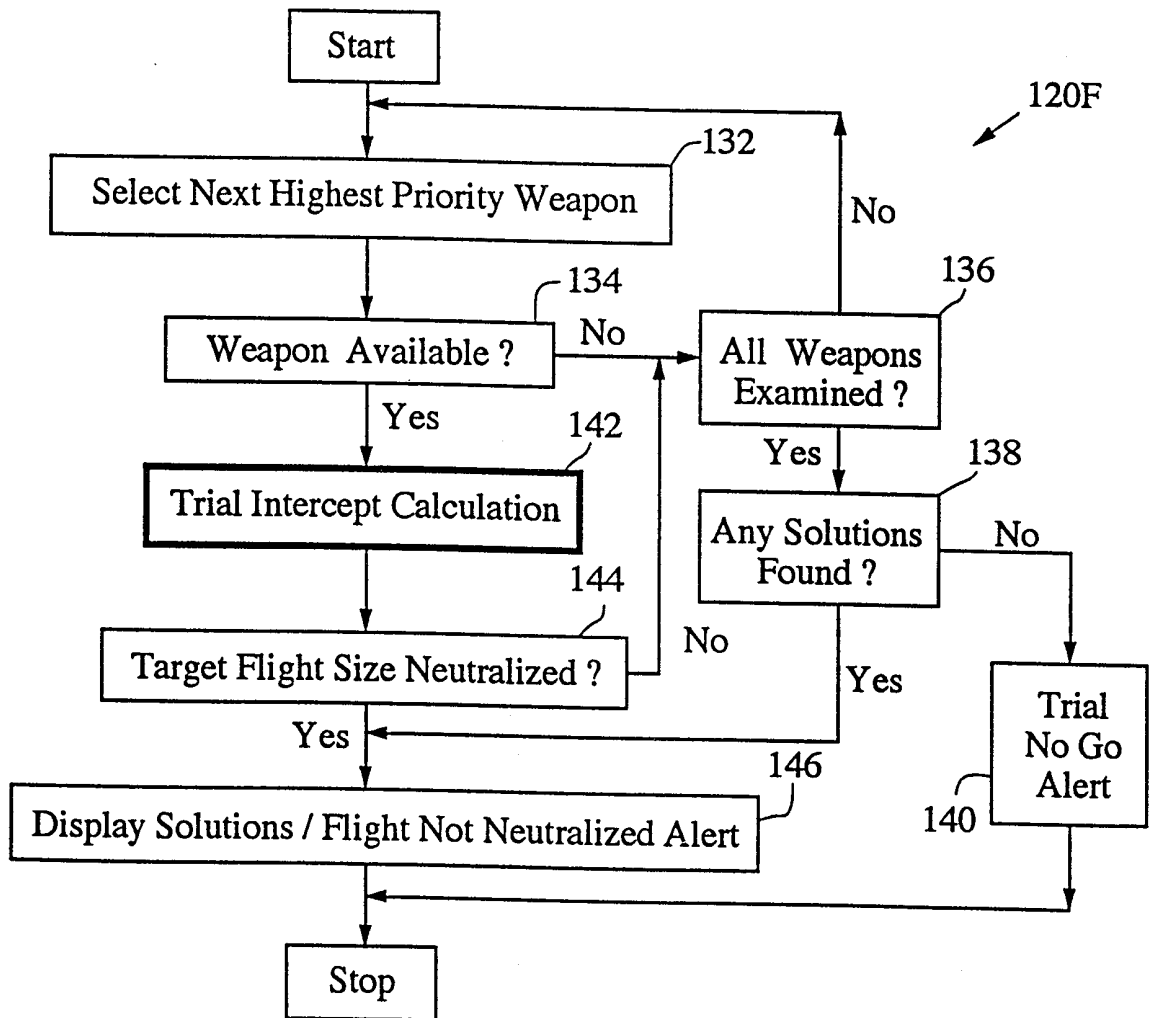 Start
120F
132
Select Next Highest Priority Weapon
No
134
136
Weapon Available ?
No
All Weapons
Examined ?
Yes
142
Yes
138
Trial Intercept Calculation
Any Solutions
Found ?
No
144
No
Target Flight Size Neutralized ?
Yes
Yes
Trial
No Go
Alert
140
146
Display Solutions / Flight Not Neutralized Alert
Stop